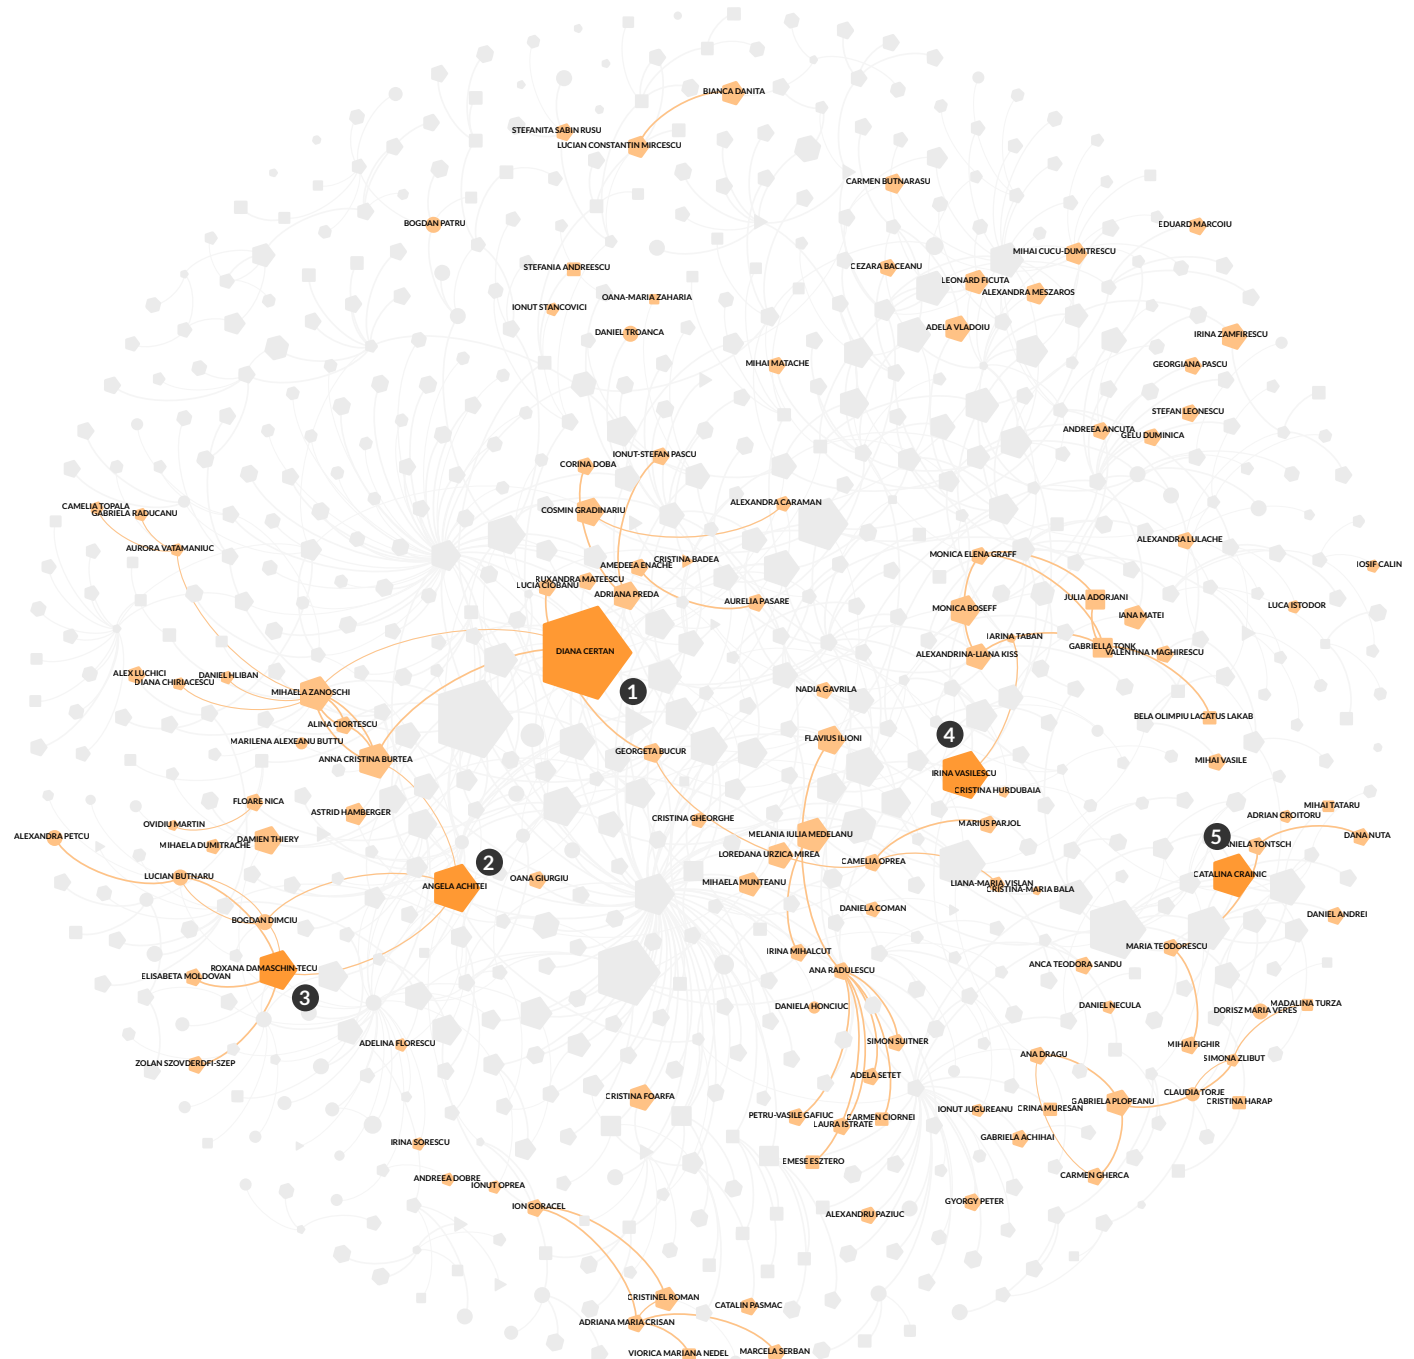 BIANCA DANITA
STEFANITA SABIN RUSU
LUCIAN CONSTANTIN MIRCESCU
CARMEN BUTNARASU
BOGDAN PATRU
EDUARD MARCOIU
MIHAI CUCU-DUMITRESCU
STEFANIA ANDREESCU
CEZARA BACEANU
LEONARD FICUTA
ALEXANDRA MESZAROS
OANA-MARIA ZAHARIA
IONUT STANCOVICI
DANIEL TROANCA
ADELA VLADOIU
IRINA ZAMFIRESCU
MIHAI MATACHE
GEORGIANA PASCU
STEFAN LEONESCU
ANDREEA ANCUTA
GELU DUMINICA
IONUT-STEFAN PASCU
CORINA DOBA
ALEXANDRA CARAMAN
COSMIN GRADINARIU
CAMELIA TOPALA
GABRIELA RADUCANU
AURORA VATAMANIUC
ALEXANDRA LULACHE
MONICA ELENA GRAFF
CRISTINA BADEA
AMEDEEA ENACHE
IOSIF CALIN
RUXANDRA MATEESCU
LUCIA CIOBANU
ADRIANA PREDA
AURELIA PASARE
JULIA ADORJANI
LUCA ISTODOR
MONICA BOSEFF
IANA MATEI
IARINA TABAN
GABRIELLA TONK
VALENTINA MAGHIRESCU
ALEXANDRINA-LIANA KISS
DIANA CERTAN
1
ALEX LUCHICI
DANIEL HLIBAN
DIANA CHIRIACESCU
MIHAELA ZANOSCHI
NADIA GAVRILA
BELA OLIMPIU LACATUS LAKAB
ALINA CIORTESCU
MARILENA ALEXEANU BUTTU
FLAVIUS ILIONI
4
GEORGETA BUCUR
ANNA CRISTINA BURTEA
MIHAI VASILE
IRINA VASILESCU
CRISTINA HURDUBAIA
FLOARE NICA
MIHAI TATARU
ASTRID HAMBERGER
ADRIAN CROITORU
CRISTINA GHEORGHE
OVIDIU MARTIN
MARIUS PARJOL
ALEXANDRA PETCU
MELANIA IULIA MEDELANU
DANA NUTA
5
DAMIEN THIERY
MIHAELA DUMITRACHE
LOREDANA URZICA MIREA
CAMELIA OPREA
2
LUCIAN BUTNARU
CATALINA CRAINIC
OANA GIURGIU
MIHAELA MUNTEANU
LIANA-MARIA VISLAN
ANGELA ACHITEI
CRISTINA-MARIA BALA
DANIELA COMAN
DANIEL ANDREI
BOGDAN DIMCIU
MARIA TEODORESCU
IRINA MIHALCUT
ANCA TEODORA SANDU
ROXANA DAMASCHIN-TECU
ANA RADULESCU
ELISABETA MOLDOVAN
3
DANIELA HONCIUC
DANIEL NECULA
MADALINA TURZA
DORISZ MARIA VERES
SIMON SUITNER
ADELINA FLORESCU
MIHAI FIGHIR
ANA DRAGU
SIMONA ZLIBUT
ZOLAN SZOVDERDFI-SZEP
ADELA SETET
CLAUDIA TORJE
CRISTINA FOARFA
GABRIELA PLOPEANU
CRISTINA HARAP
IONUT JUGUREANU
CRINA MURESAN
PETRU-VASILE GAFIUC
CARMEN CIORNEI
LAURA ISTRATE
GABRIELA ACHIHAI
IRINA SORESCU
EMESE ESZTERO
CARMEN GHERCA
ANDREEA DOBRE
IONUT OPREA
GYORGY PETER
ION GORACEL
ALEXANDRU PAZIUC
CRISTINEL ROMAN
CATALIN PASMAC
ADRIANA MARIA CRISAN
VIORICA MARIANA NEDEL
MARCELA SERBAN